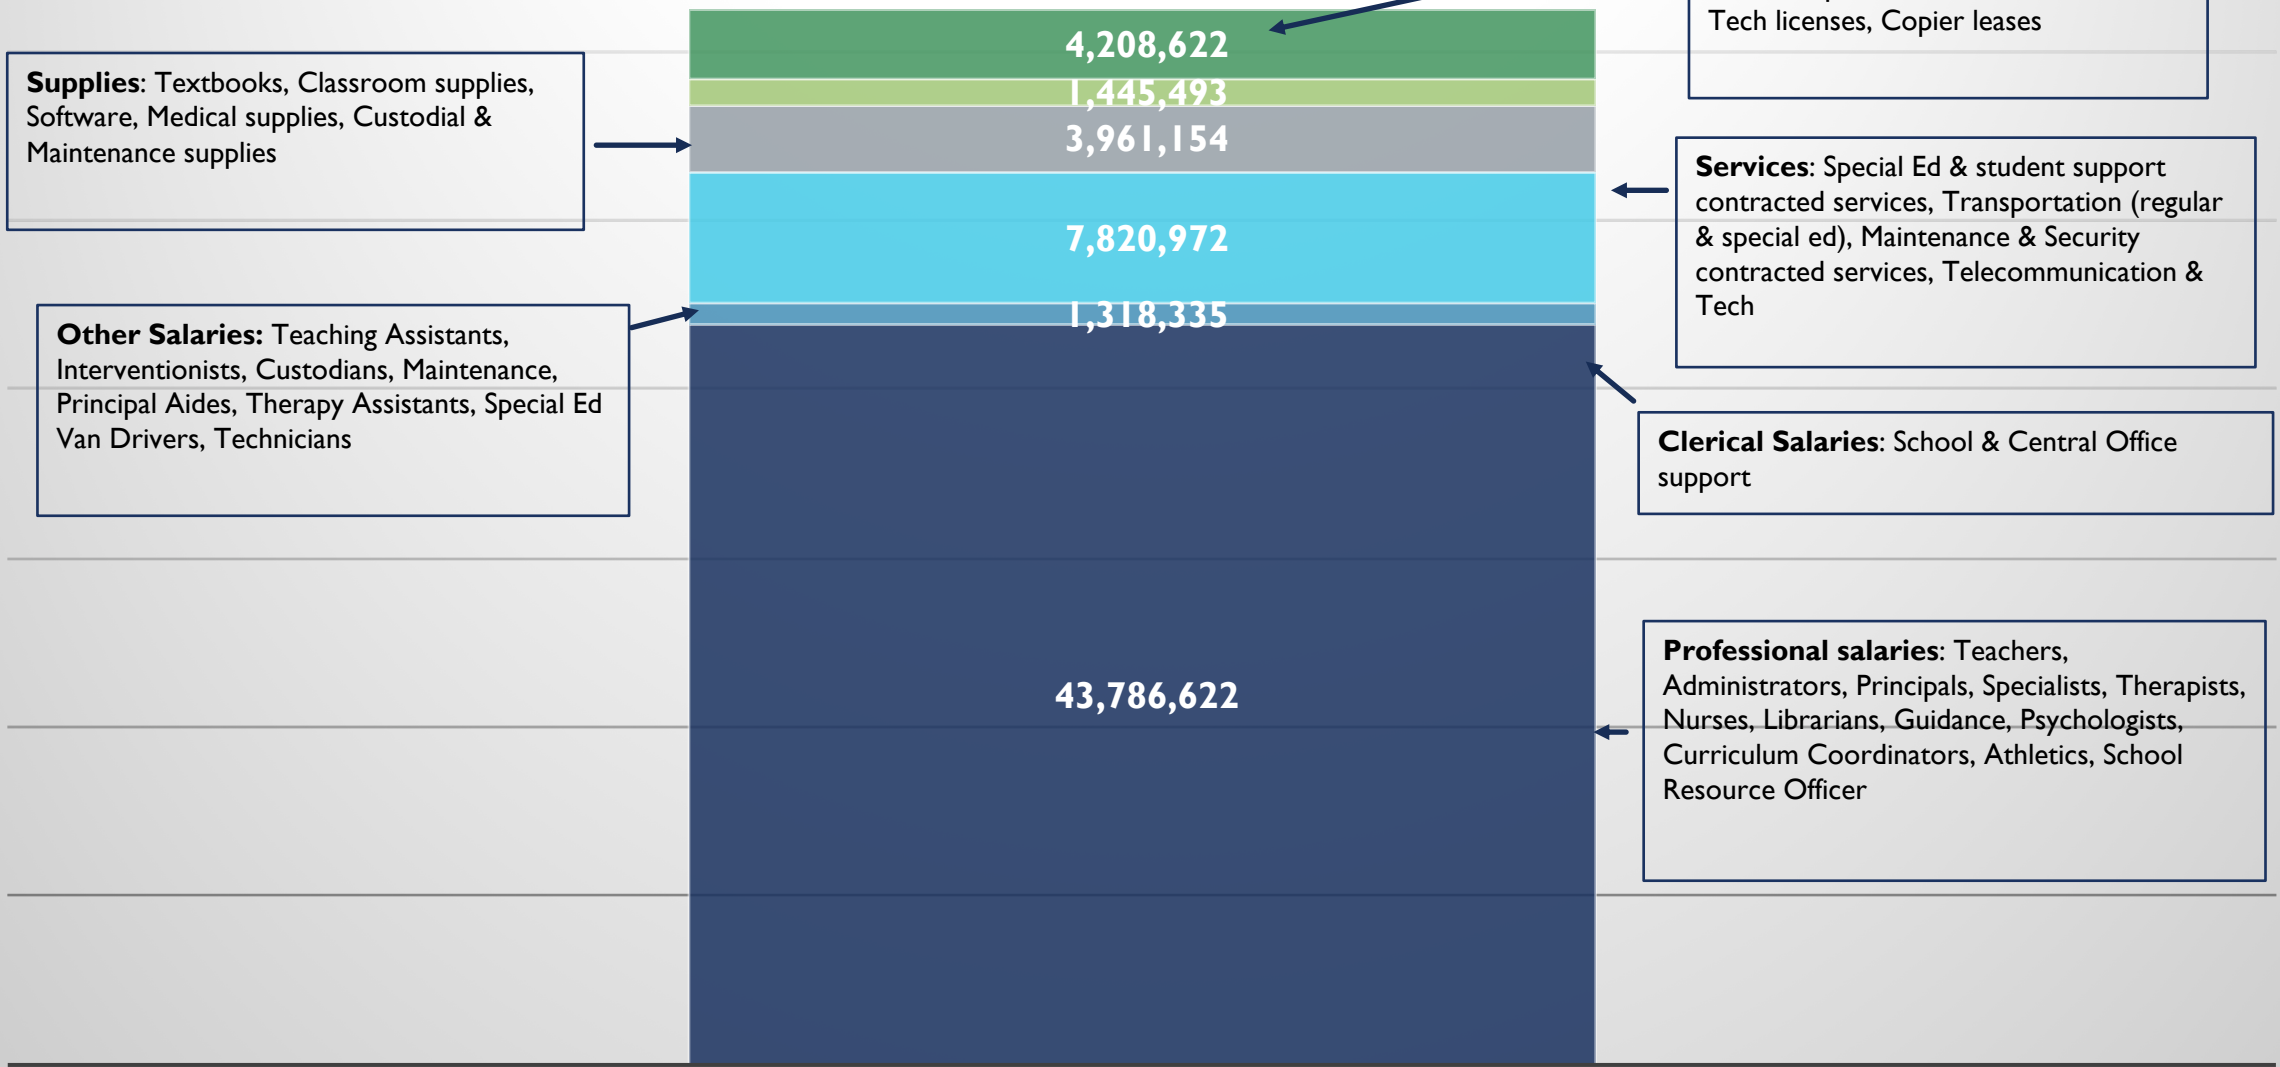 Tech licenses, Copier leases
4,208,622
1,445,493
3,961,154
7,820,972
1,318,335
43,786,622
Supplies: Textbooks, Classroom supplies,
Software, Medical supplies, Custodial &
Maintenance supplies
Services: Special Ed & student support
contracted services, Transportation (regular
& special ed), Maintenance & Security
contracted services, Telecommunication &
Tech
Other Salaries: Teaching Assistants,
Interventionists, Custodians, Maintenance,
Principal Aides, Therapy Assistants, Special Ed
Van Drivers, Technicians
Clerical Salaries: School & Central Office
support
Professional salaries: Teachers,
Administrators, Principals, Specialists, Therapists,
Nurses, Librarians, Guidance, Psychologists,
Curriculum Coordinators, Athletics, School
Resource Officer